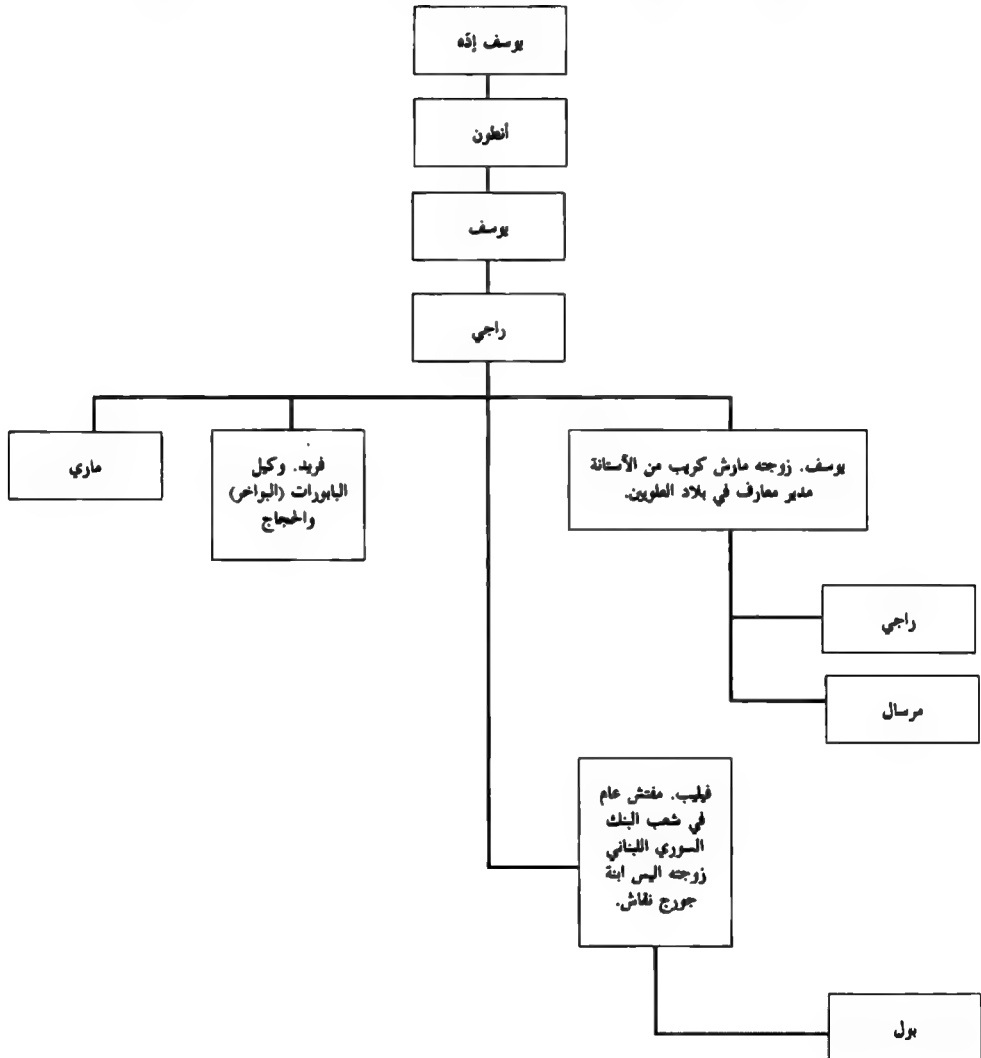 يوسف إدّه
أنطون
يوسف
راجي
يوسف. زوجته مارش كريب من الأستانة
مدير معارف في بلاد العلويين.
فريد. وكيل
البابورات (البواخر)
والحجاج
ماري
راجي
مرسال
فيليب. مفتش عام
في شعب البنك
السوري اللبناني
زوجته اليس ابنة
جورج نقاش.
بول